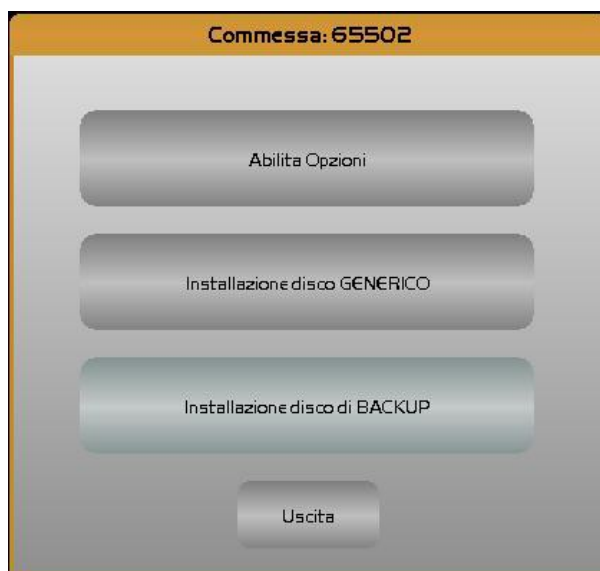 Commessa: 65502
Abilita Opzioni
Installazione disco GENERICO
Installazione disco di BACKUP
Uscita